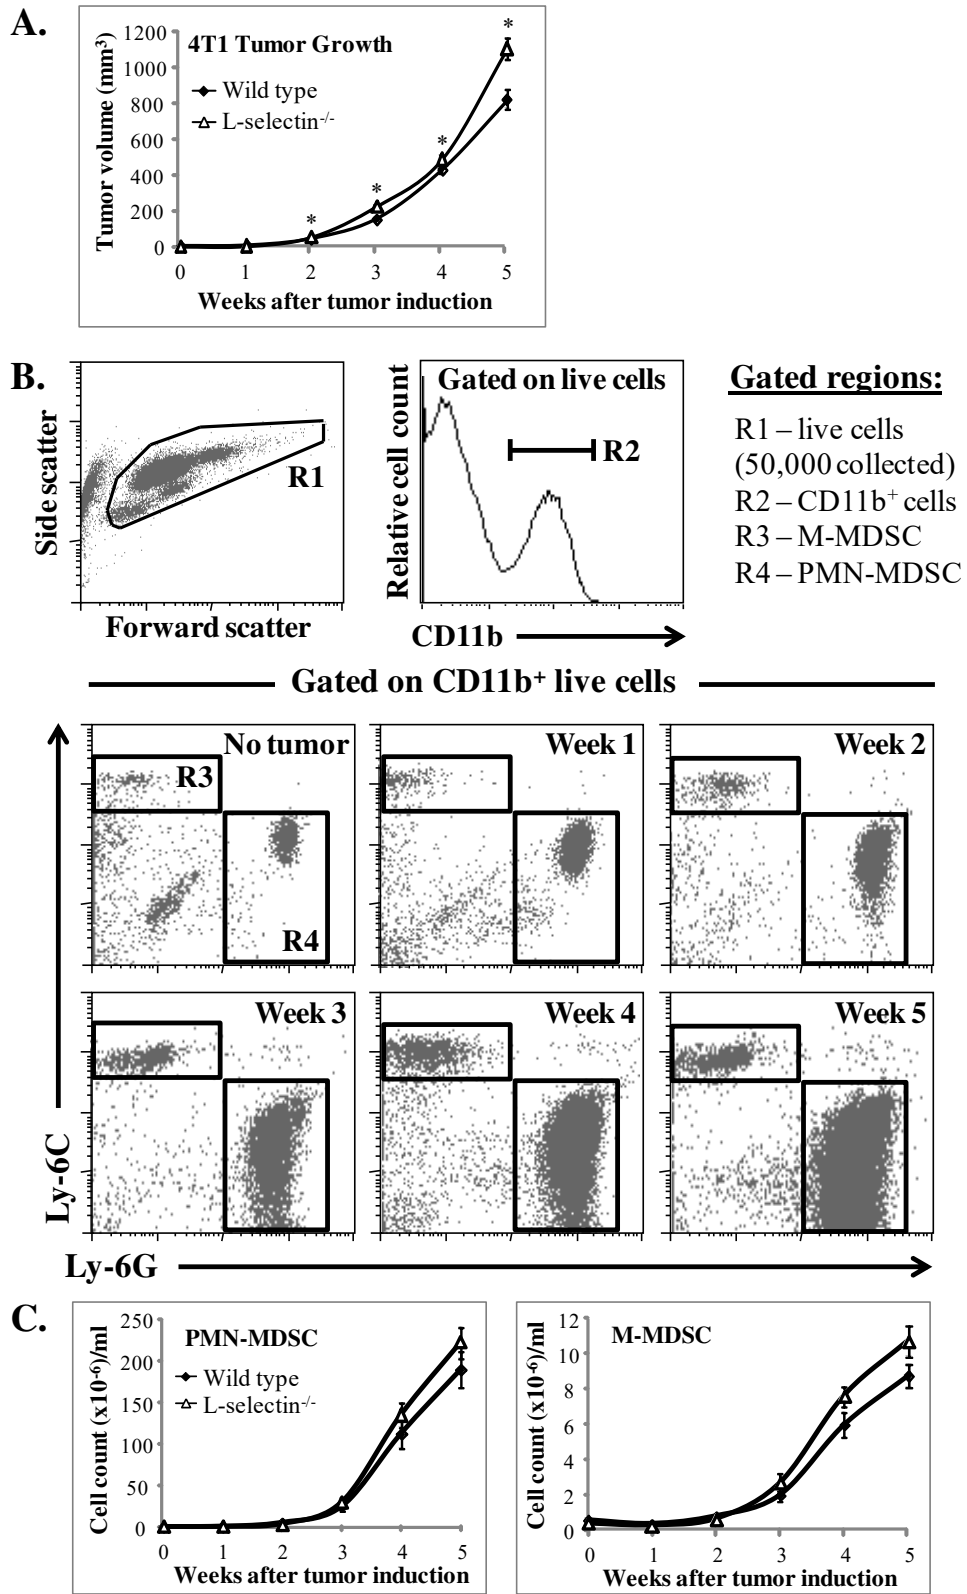 A.
4T1 Tumor Growth
Wild type
L-selectin-/-
Tumor volume (mm3)
1200
1000
800
600
400
200
0
* * * *
0 1 2 3 4 5
Weeks after tumor induction
B.
Side scatter
R1
Forward scatter
Gated on live cells
R2
Relative cell count
CD11b
Gated regions:
R1 – live cells
(50,000 collected)
R2 – CD11b+ cells
R3 – M-MDSC
R4 – PMN-MDSC
Gated on CD11b+ live cells
No tumor
R3
R4
Week 1
Week 2
Week 3
Week 4
Week 5
Ly-6C
Ly-6G
C.
PMN-MDSC
Wild type
L-selectin-/-
Cell count (x10-6)/ml
250
200
150
100
50
0
0 1 2 3 4 5
Weeks after tumor induction
M-MDSC
Cell count (x10-6)/ml
12
10
8
6
4
2
0
0 1 2 3 4 5
Weeks after tumor induction